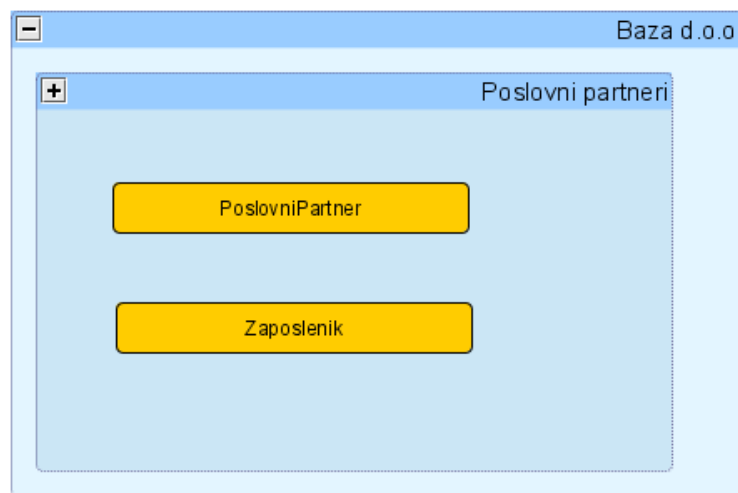 Baza d.o.o
Poslovni partneri
PoslovniPartner
Zaposlenik